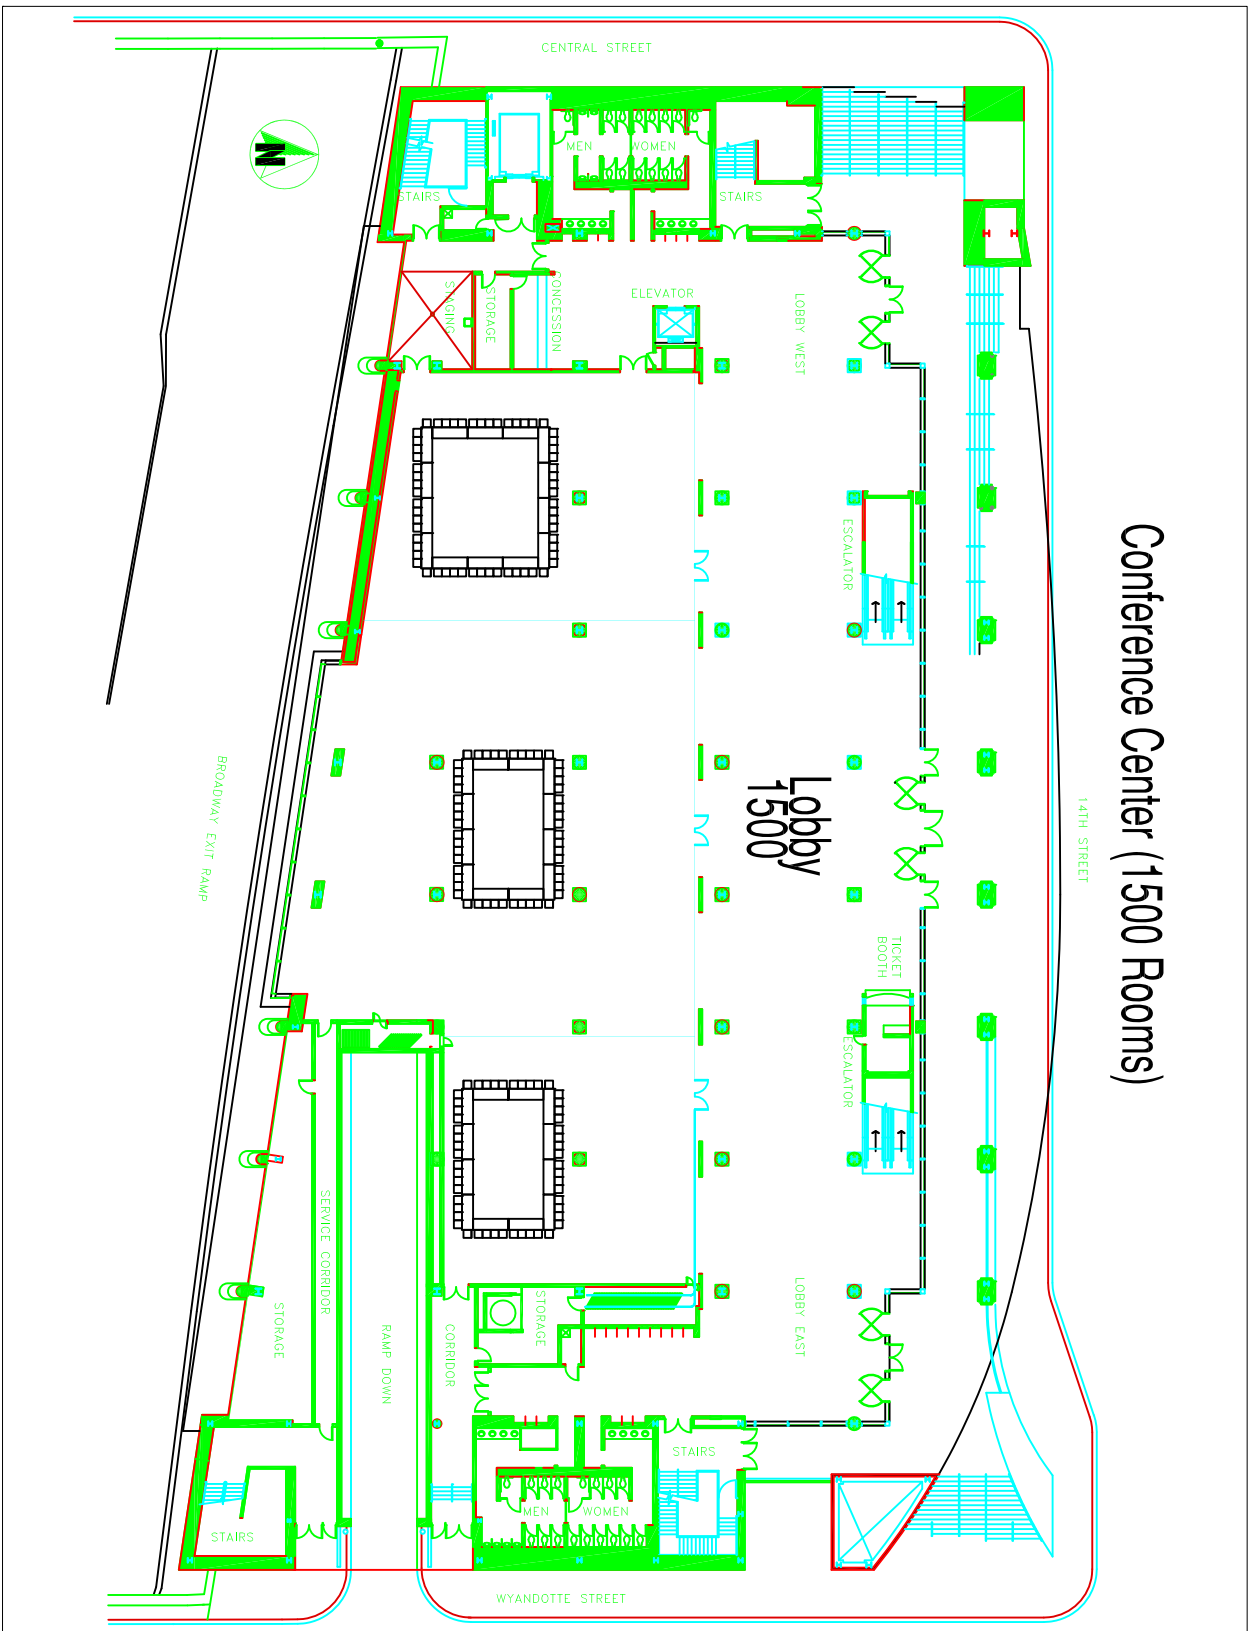 Conference Center (1500 Rooms)
CENTRAL STREET
14TH STREET
N
MEN
WOMEN
STAIRS
STAIRS
STAGING
STORAGE
CONCESSION
ELEVATOR
LOBBY WEST
ESCALATOR
Lobby
1500
BROADWAY EXIT RAMP
TICKET
BOOTH
ESCALATOR
SERVICE CORRIDOR
STORAGE
RAMP DOWN
CORRIDOR
STORAGE
LOBBY EAST
STAIRS
MEN
WOMEN
STAIRS
WYANDOTTE STREET